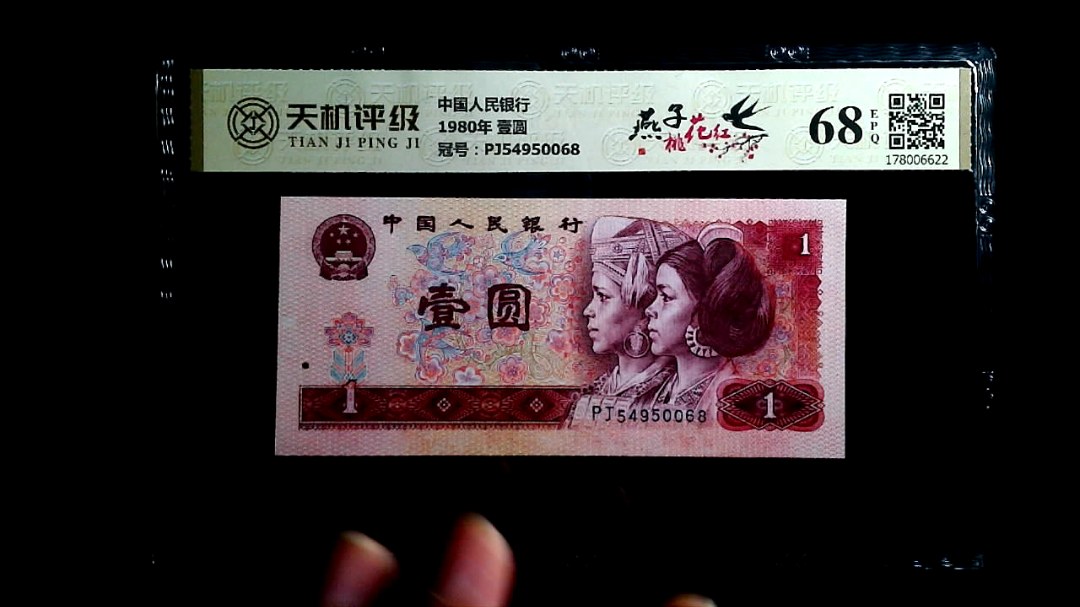 天机评级
TIAN JI PING JI
中国人民银行
1980年 壹圆
冠号：PJ54950068
燕子
桃花红
68
EPQ
178006622
中国人民银行
1
壹圆
1
PJ54950068
1